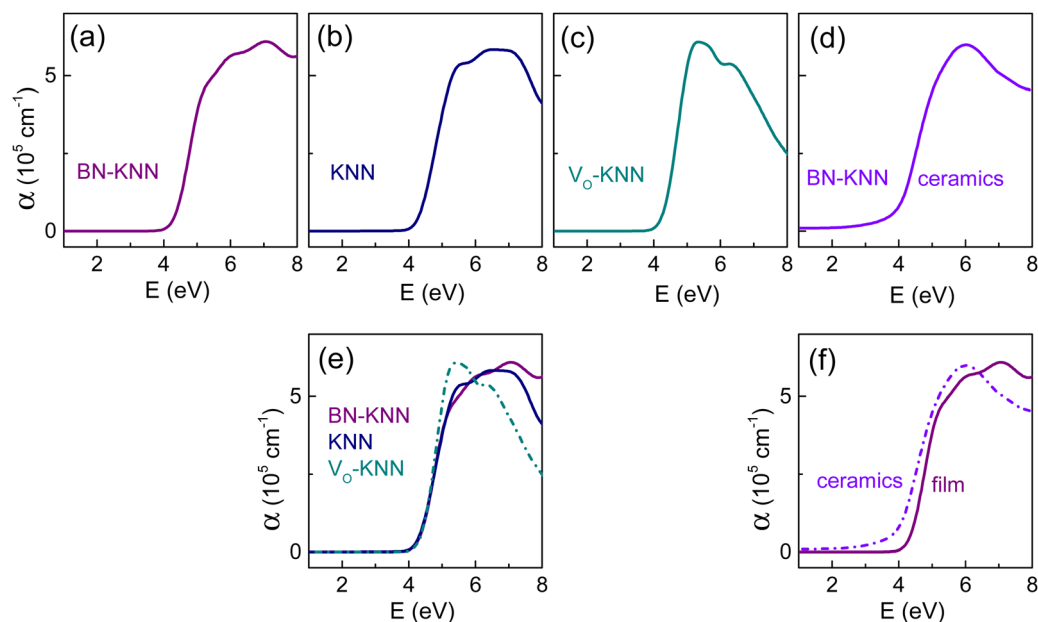 (a)
(b)
(c)
(d)
5
0
α (10⁵ cm⁻¹)
BN-KNN
KNN
Vₒ-KNN
BN-KNN ceramics
2 4 6 8
2 4 6 8
2 4 6 8
2 4 6 8
E (eV)
E (eV)
E (eV)
E (eV)
(e)
5
0
α (10⁵ cm⁻¹)
BN-KNN
KNN
Vₒ-KNN
2 4 6 8
E (eV)
(f)
5
0
α (10⁵ cm⁻¹)
ceramics film
2 4 6 8
E (eV)